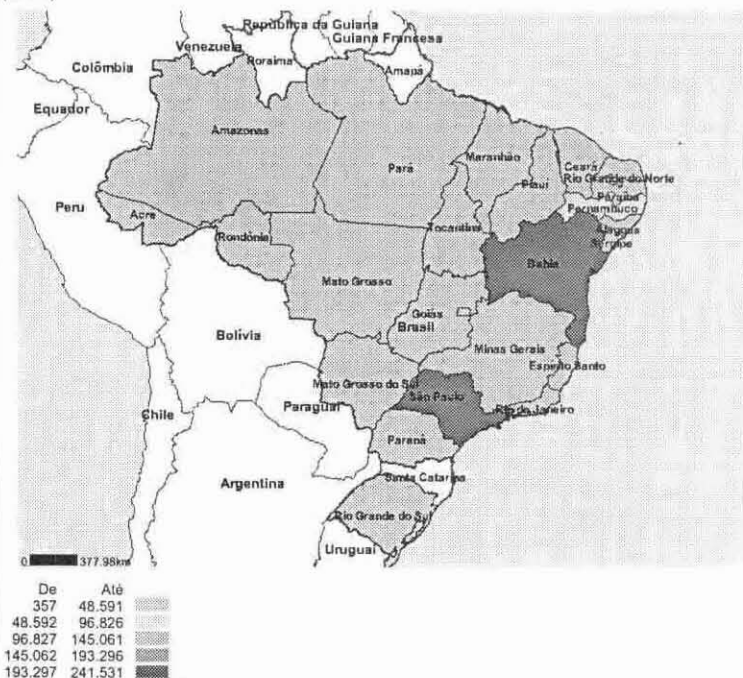 República da Guiana
Guiana Francesa
Venezuela
Roraima
Colômbia
Amapá
Equador
Amazonas
Pará
Maranhão
Ceará
Rio Grande do Norte
Piauí
Paraíba
Pernambuco
Peru
Acre
Tocantins
Alagoas
Sergipe
Rondônia
Bahia
Mato Grosso
Goiás
Brasil
Bolívia
Minas Gerais
Espírito Santo
Mato Grosso do Sul
São Paulo
Rio de Janeiro
Paraguai
Chile
Paraná
Argentina
Santa Catarina
Rio Grande do Sul
Uruguai
0 377.98km
De Até
357 48.591
48.592 96.826
96.827 145.061
145.062 193.296
193.297 241.531